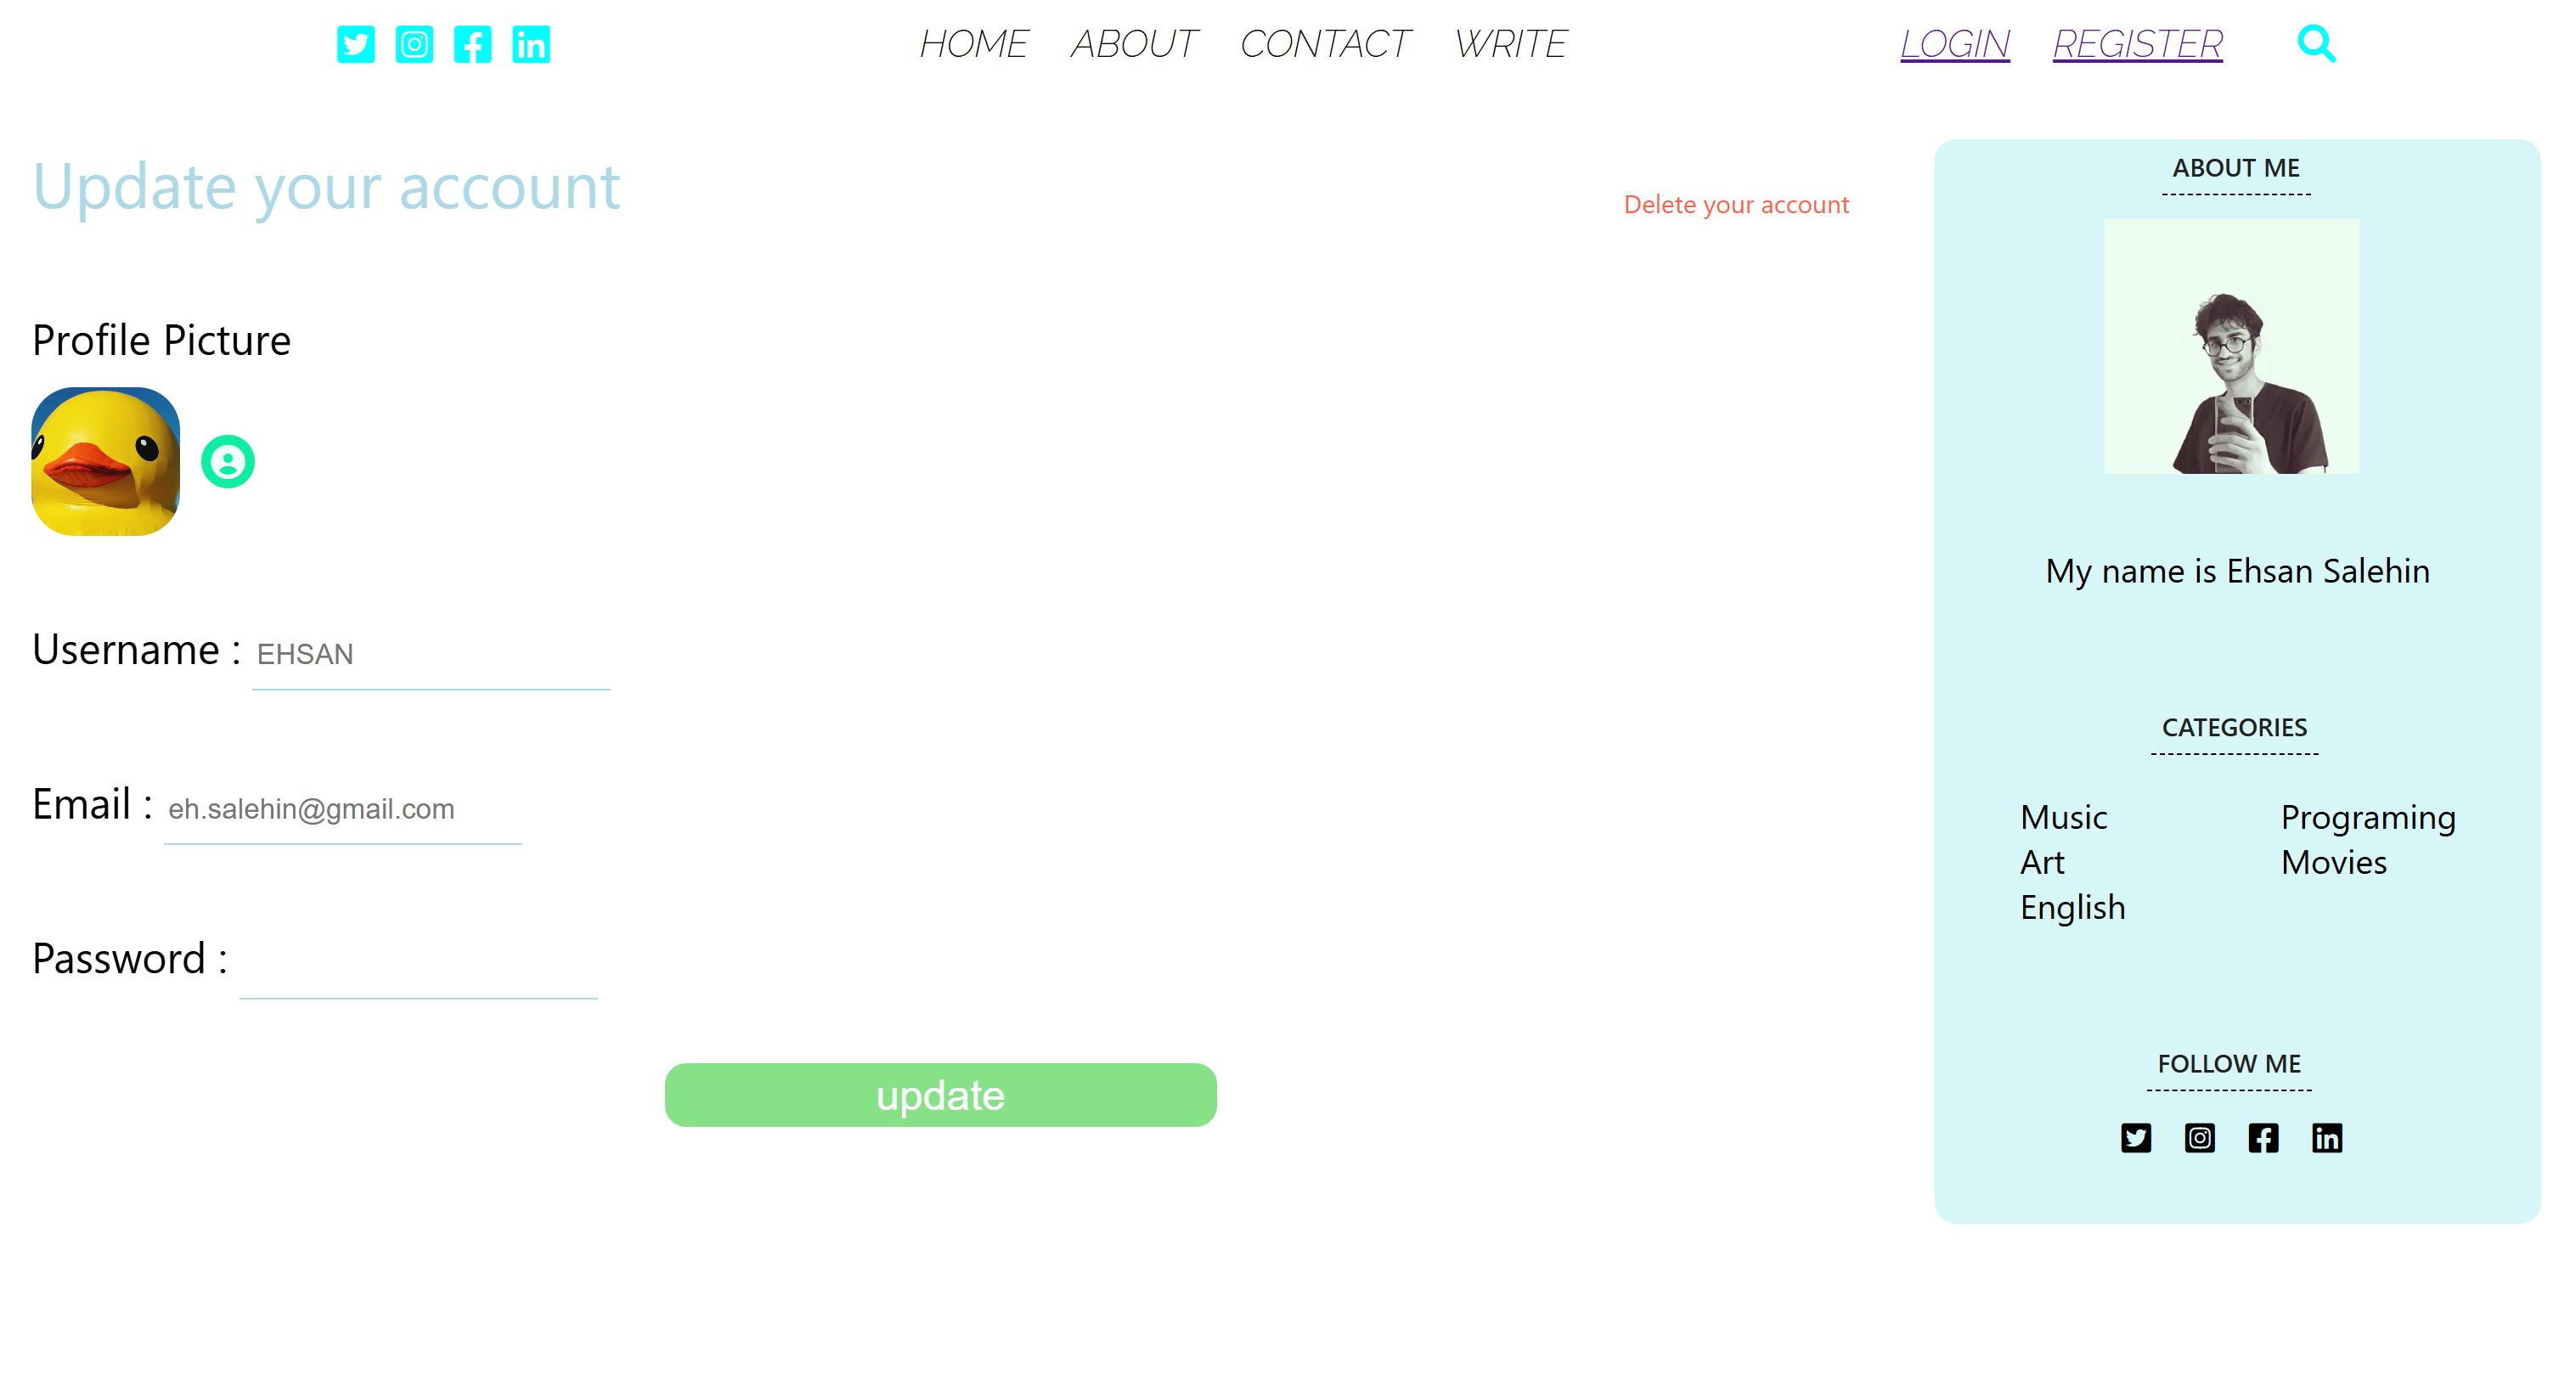 HOME ABOUT CONTACT WRITE LOGIN REGISTER
Update your account
Delete your account
Profile Picture
Username : EHSAN
Email : eh.salehin@gmail.com
Password :
update
ABOUT ME
My name is Ehsan Salehin
CATEGORIES
Music Programing
Art Movies
English
FOLLOW ME